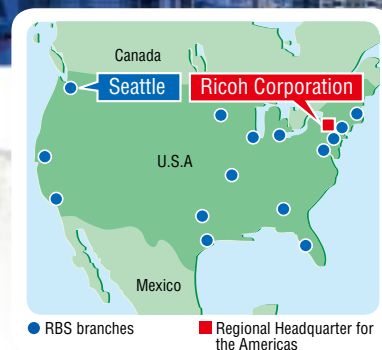 Canada
Seattle
Ricoh Corporation
U.S.A
Mexico
RBS branches
Regional Headquarter for
the Americas